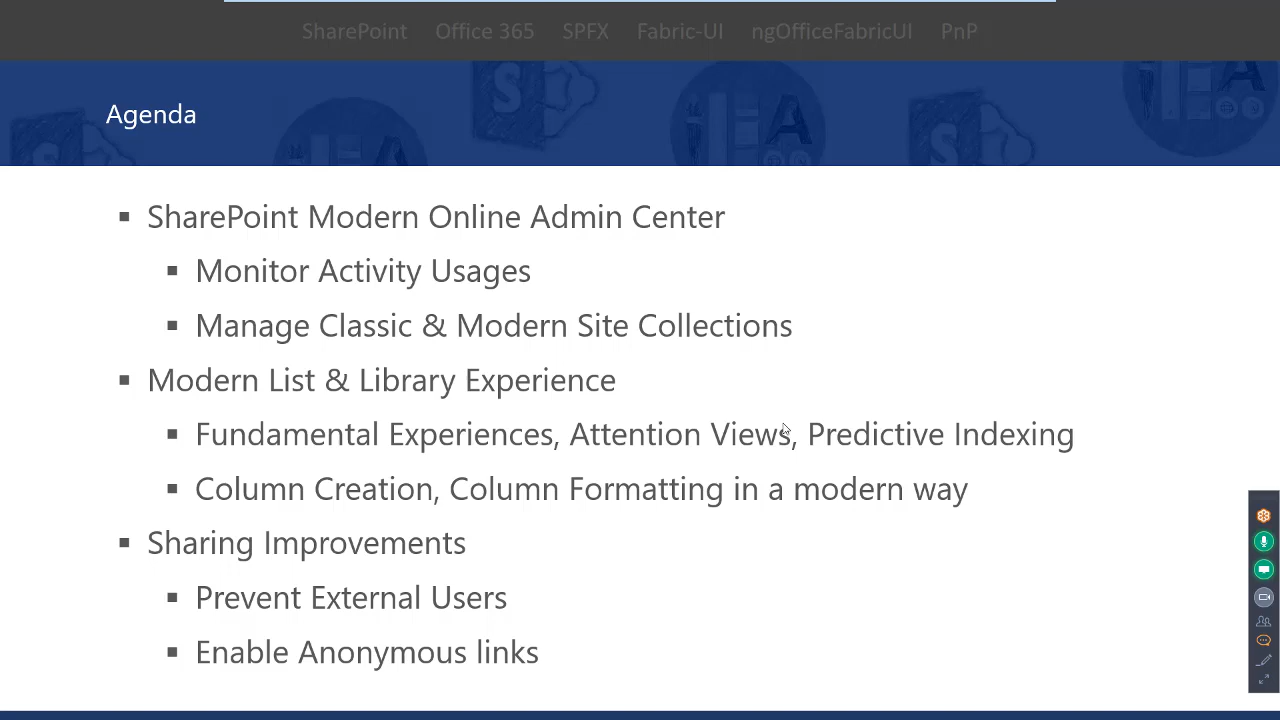 SharePoint Office 365 SPFX Fabric-UI ngOfficeFabricUI PnP
Agenda
▪ SharePoint Modern Online Admin Center
▪ Monitor Activity Usages
▪ Manage Classic & Modern Site Collections
▪ Modern List & Library Experience
▪ Fundamental Experiences, Attention Views, Predictive Indexing
▪ Column Creation, Column Formatting in a modern way
▪ Sharing Improvements
▪ Prevent External Users
▪ Enable Anonymous links